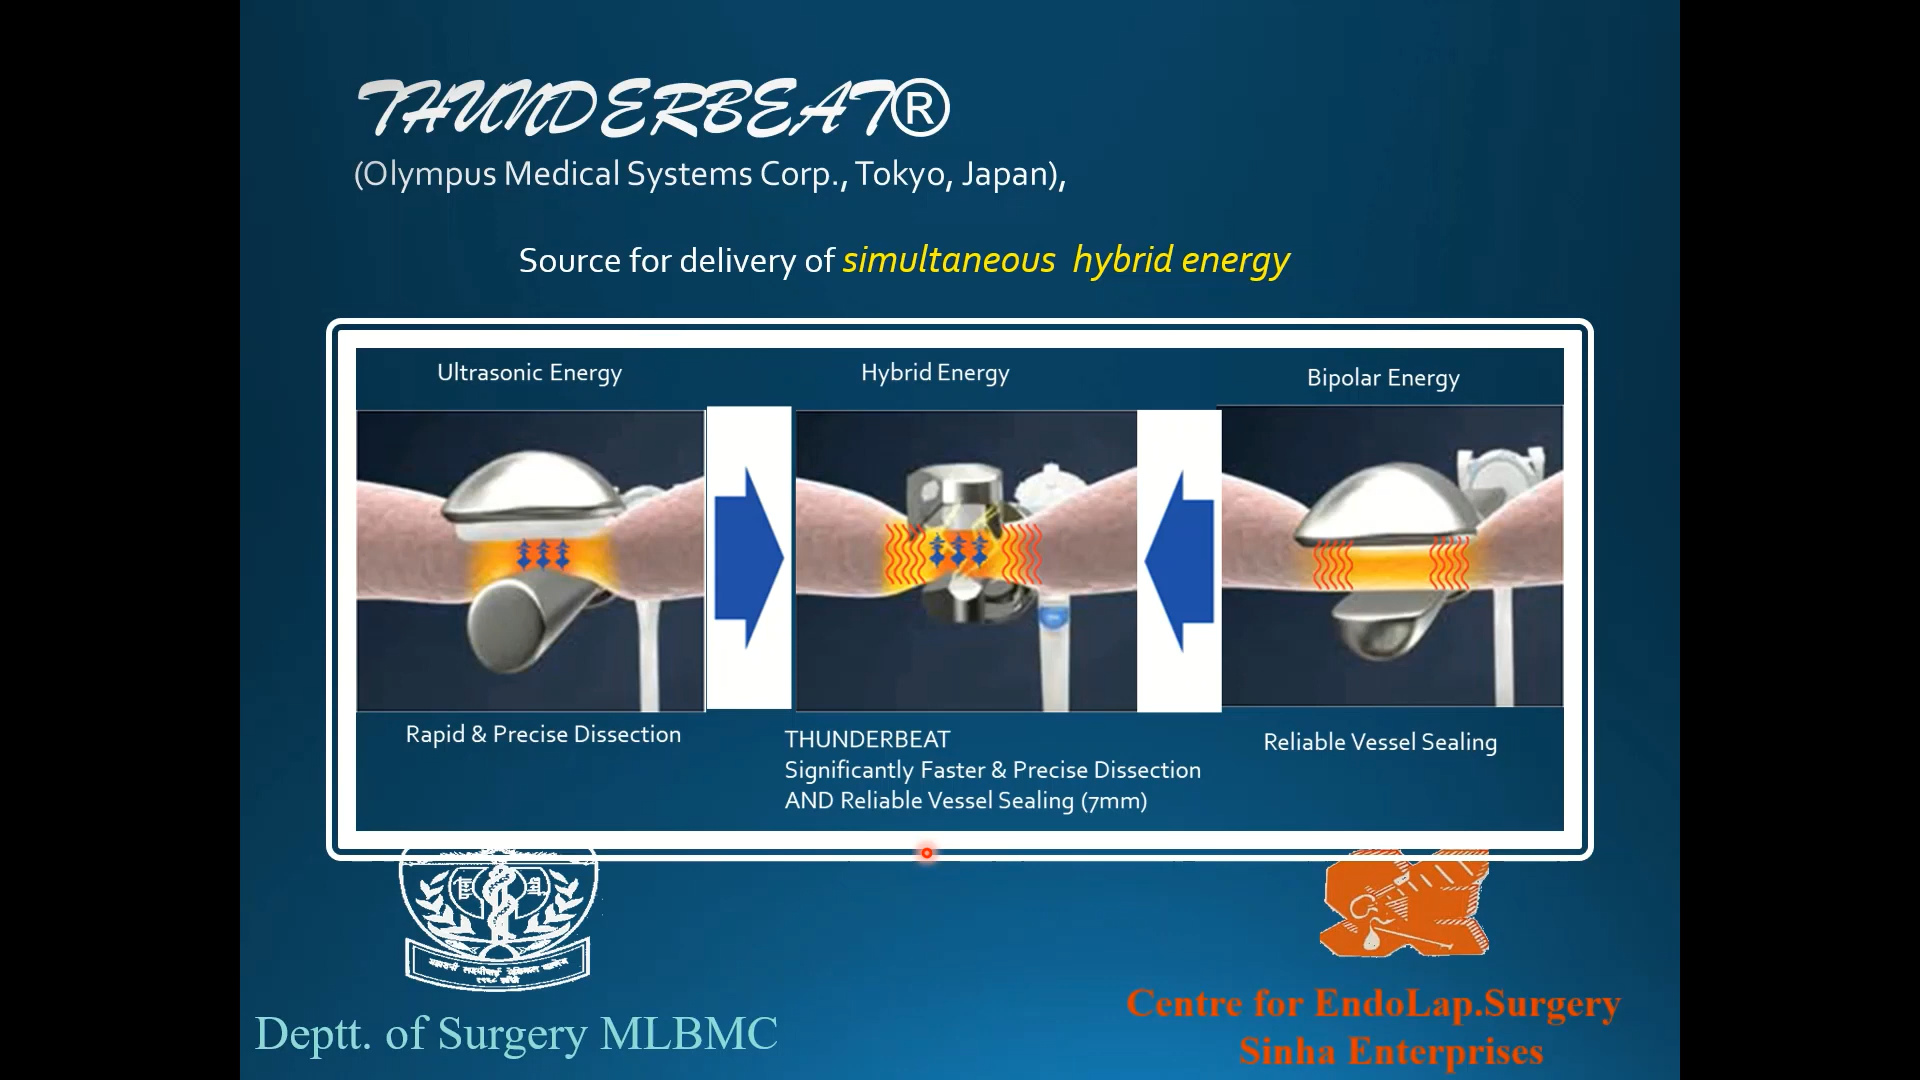 THUNDERBEAT®
(Olympus Medical Systems Corp., Tokyo, Japan),
Source for delivery of simultaneous hybrid energy
Ultrasonic Energy
Hybrid Energy
Bipolar Energy
Rapid & Precise Dissection
THUNDERBEAT
Significantly Faster & Precise Dissection
AND Reliable Vessel Sealing (7mm)
Reliable Vessel Sealing
Deptt. of Surgery MLBMC
Centre for EndoLap.Surgery
Sinha Enterprises